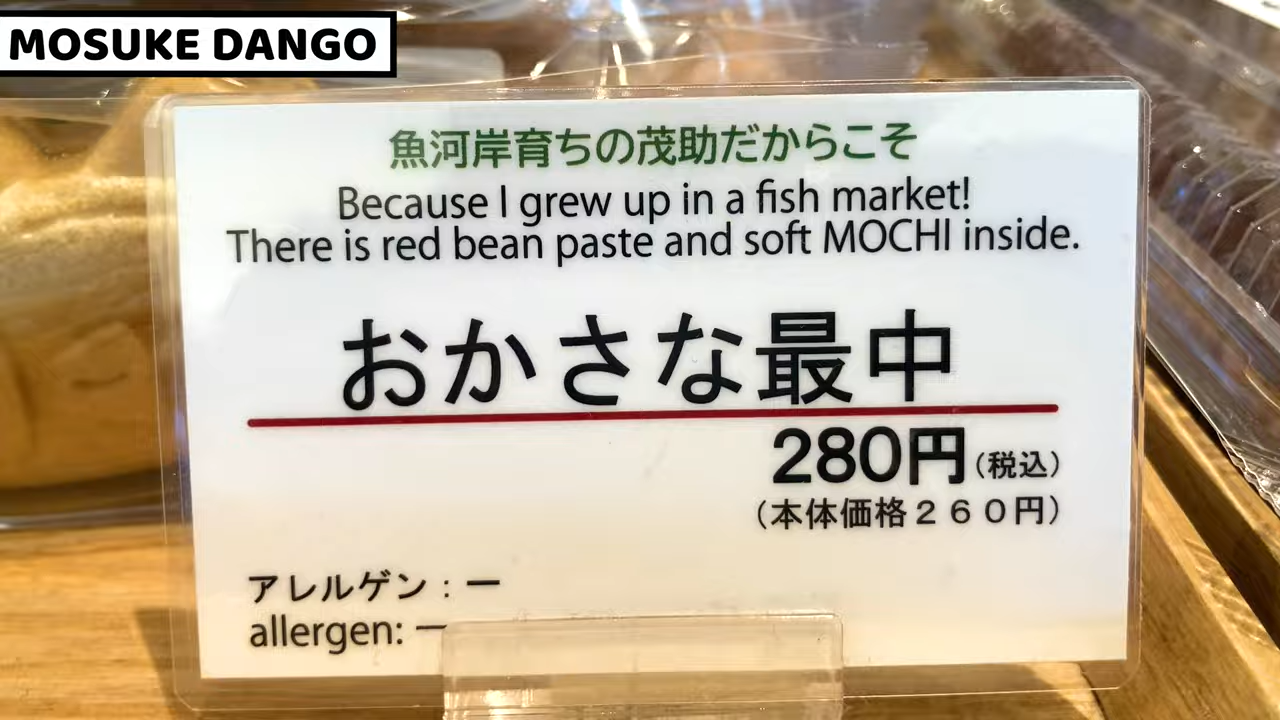 MOSUKE DANGO
魚河岸育ちの茂助だからこそ
Because I grew up in a fish market!
There is red bean paste and soft MOCHI inside.
おかさな最中
280円(税込)
(本体価格２６０円)
アレルゲン：ー
allergen: ー